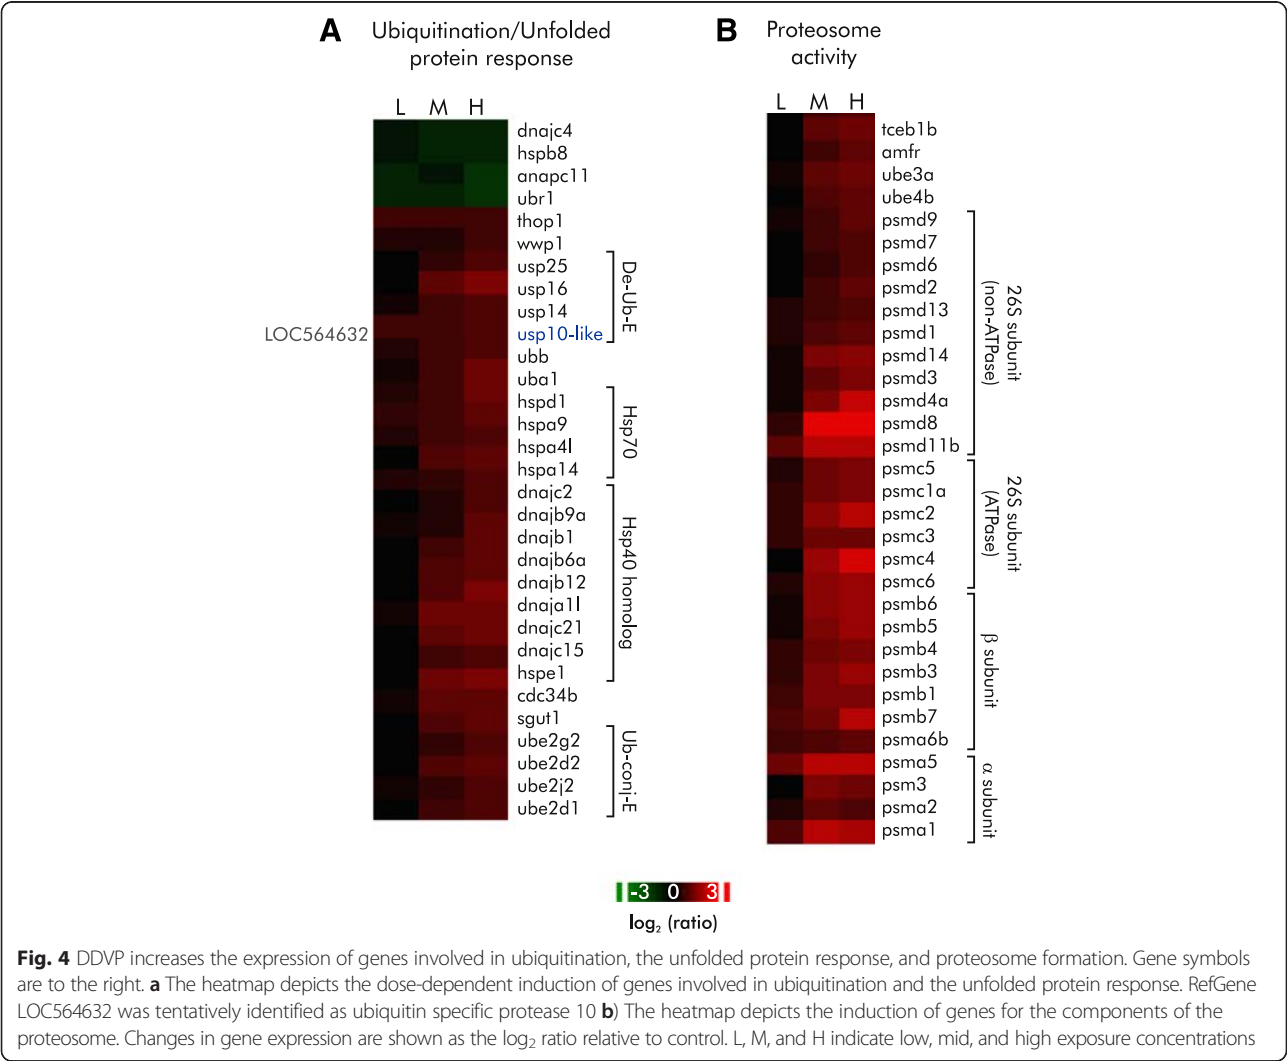 A
Ubiquitination/Unfolded
protein response
L M H
dnajc4
hspb8
anapc11
ubr1
thop1
wwp1
usp25
usp16
usp14
LOC564632
usp10-like
ubb
uba1
hspd1
hspa9
hspa4l
hspa14
dnajc2
dnajb9a
dnajb1
dnajb6a
dnajb12
dnaja1l
dnajc21
dnajc15
hspe1
cdc34b
sgut1
ube2g2
ube2d2
ube2j2
ube2d1
De-Ub-E
Hsp70
Hsp40 homolog
Ub-conj-E
B
Proteosome
activity
L M H
tceb1b
amfr
ube3a
ube4b
psmd9
psmd7
psmd6
psmd2
psmd13
psmd1
psmd14
psmd3
psmd4a
psmd8
psmd11b
psmc5
psmc1a
psmc2
psmc3
psmc4
psmc6
psmb6
psmb5
psmb4
psmb3
psmb1
psmb7
psma6b
psma5
psm3
psma2
psma1
26S subunit
(non-ATPase)
26S subunit
(ATPase)
β subunit
α subunit
-3 0 3
log₂ (ratio)
Fig. 4 DDVP increases the expression of genes involved in ubiquitination, the unfolded protein response, and proteosome formation. Gene symbols
are to the right. a The heatmap depicts the dose-dependent induction of genes involved in ubiquitination and the unfolded protein response. RefGene
LOC564632 was tentatively identified as ubiquitin specific protease 10 b) The heatmap depicts the induction of genes for the components of the
proteosome. Changes in gene expression are shown as the log₂ ratio relative to control. L, M, and H indicate low, mid, and high exposure concentrations